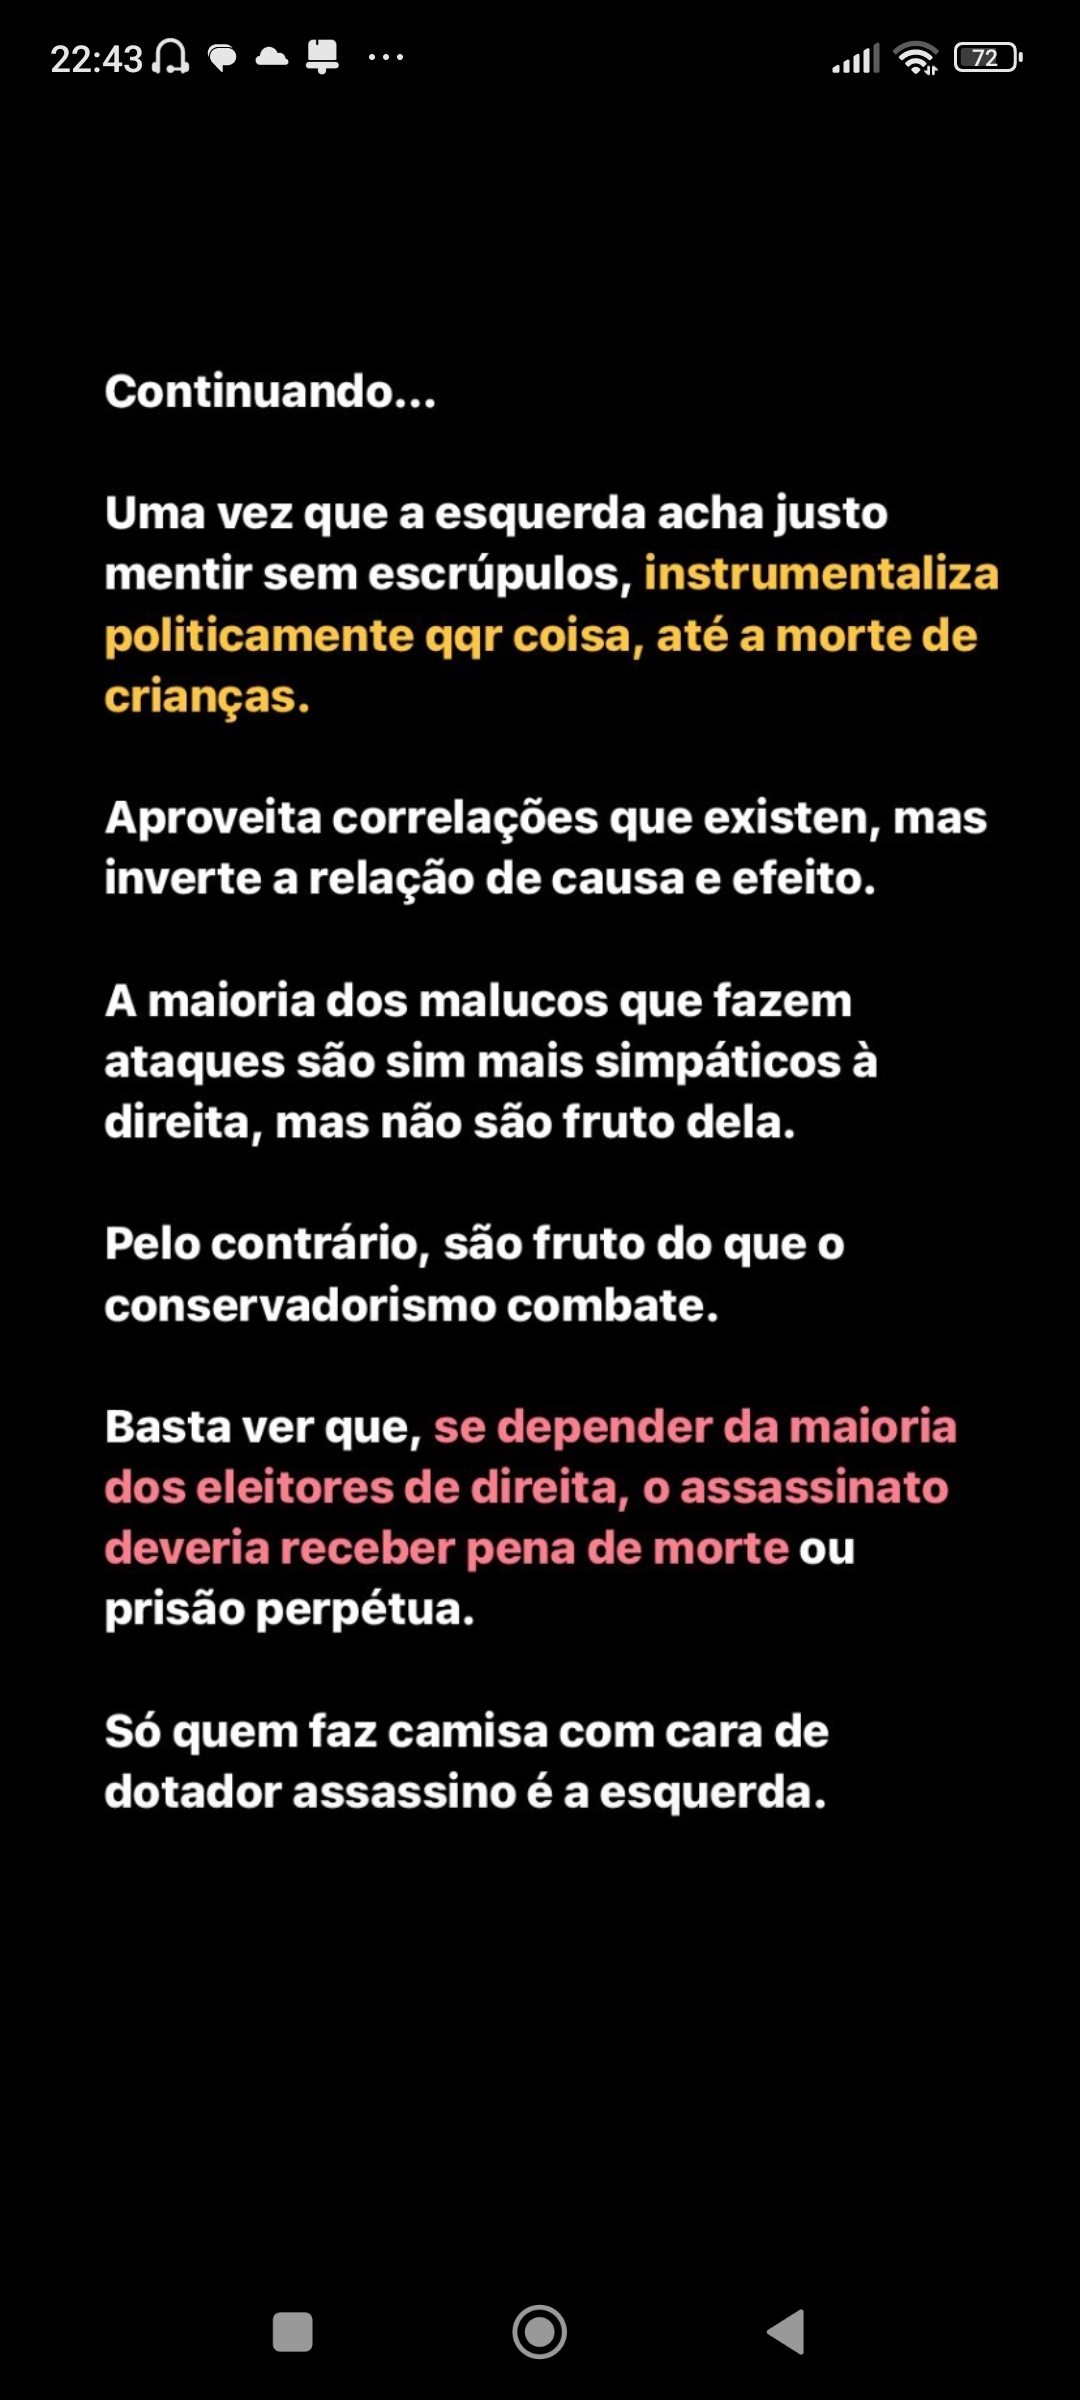 22:43
72
Continuando...
Uma vez que a esquerda acha justo
mentir sem escrúpulos, instrumentaliza
politicamente qqr coisa, até a morte de
crianças.
Aproveita correlações que existen, mas
inverte a relação de causa e efeito.
A maioria dos malucos que fazem
ataques são sim mais simpáticos à
direita, mas não são fruto dela.
Pelo contrário, são fruto do que o
conservadorismo combate.
Basta ver que, se depender da maioria
dos eleitores de direita, o assassinato
deveria receber pena de morte ou
prisão perpétua.
Só quem faz camisa com cara de
dotador assassino é a esquerda.